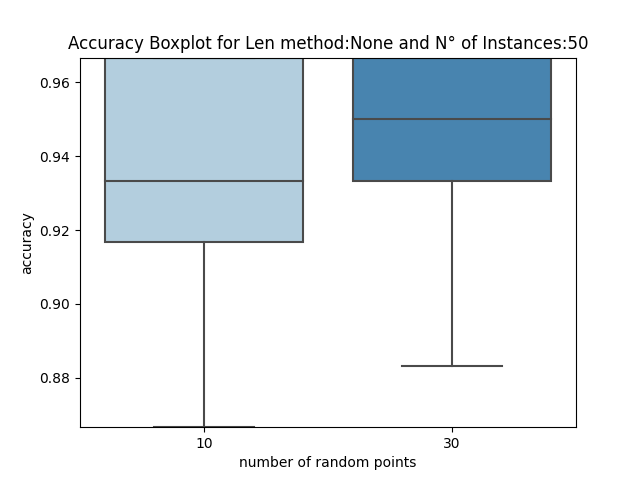 Accuracy Boxplot for Len method:None and N° of Instances:50
0.96
0.94
0.92
0.90
0.88
accuracy
10
30
number of random points